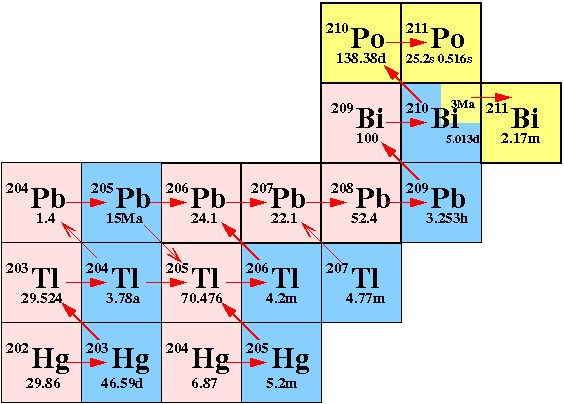 210Po 211Po
138.38d 25.2s 0.516s
209Bi 210Bi 3Ma 211Bi
100 5.013d 2.17m
204Pb 205Pb 206Pb 207Pb 208Pb 209Pb
1.4 15Ma 24.1 22.1 52.4 3.253h
203Tl 204Tl 205Tl 206Tl 207Tl
29.524 3.78a 70.476 4.2m 4.77m
202Hg 203Hg 204Hg 205Hg
29.86 46.59d 6.87 5.2m